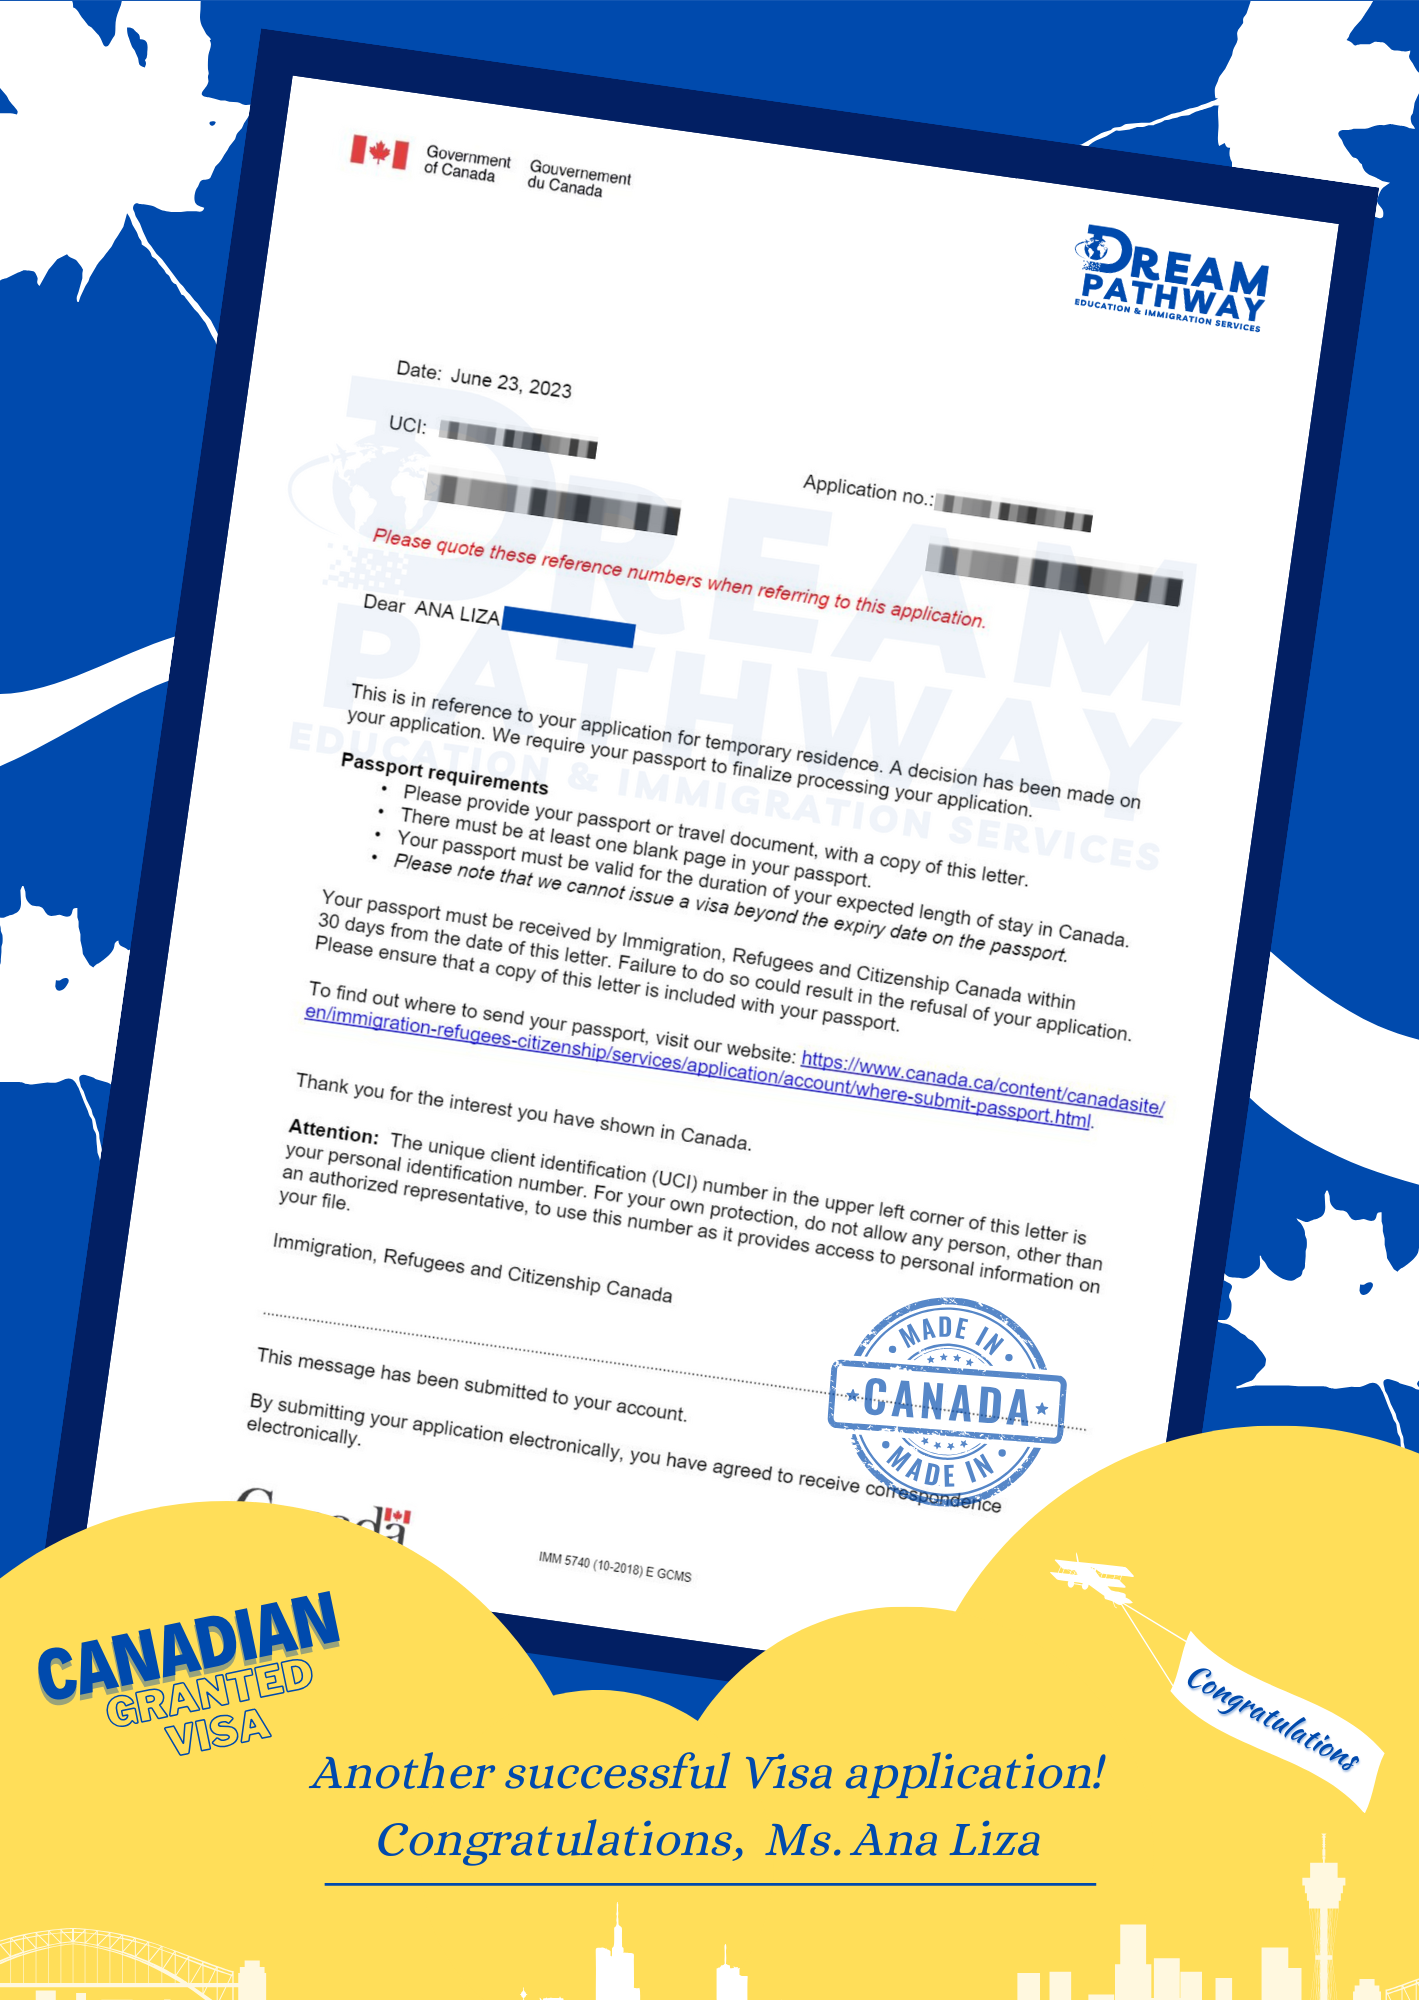 Government
of Canada
Gouvernement
du Canada
DREAM
PATHWAY
EDUCATION & IMMIGRATION SERVICES
Date: June 23, 2023
UCI:
Application no.:
Please quote these reference numbers when referring to this application.
Dear ANA LIZA
DREAM
PATHWAY
EDUCATION & IMMIGRATION SERVICES
This is in reference to your application for temporary residence. A decision has been made on
your application. We require your passport to finalize processing your application.
Passport requirements
• Please provide your passport or travel document, with a copy of this letter.
• There must be at least one blank page in your passport.
• Your passport must be valid for the duration of your expected length of stay in Canada.
• Please note that we cannot issue a visa beyond the expiry date on the passport.
Your passport must be received by Immigration, Refugees and Citizenship Canada within
30 days from the date of this letter. Failure to do so could result in the refusal of your application.
Please ensure that a copy of this letter is included with your passport.
To find out where to send your passport, visit our website: https://www.canada.ca/content/canadasite/
en/immigration-refugees-citizenship/services/application/account/where-submit-passport.html.
Thank you for the interest you have shown in Canada.
Attention: The unique client identification (UCI) number in the upper left corner of this letter is
your personal identification number. For your own protection, do not allow any person, other than
an authorized representative, to use this number as it provides access to personal information on
your file.
Immigration, Refugees and Citizenship Canada
This message has been submitted to your account.
By submitting your application electronically, you have agreed to receive correspondence
electronically.
MADE IN
CANADA
MADE IN
IMM 5740 (10-2018) E GCMS
CANADIAN
GRANTED
VISA
Congratulations
Another successful Visa application!
Congratulations, Ms. Ana Liza